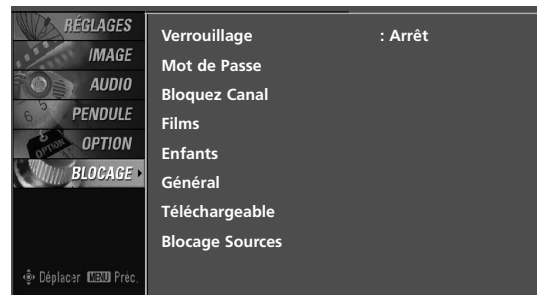 RÉGLAGES
IMAGE
AUDIO
PENDULE
OPTION
BLOCAGE
Verrouillage : Arrêt
Mot de Passe
Bloquez Canal
Films
Enfants
Général
Téléchargeable
Blocage Sources
Déplacer MENU Préc.